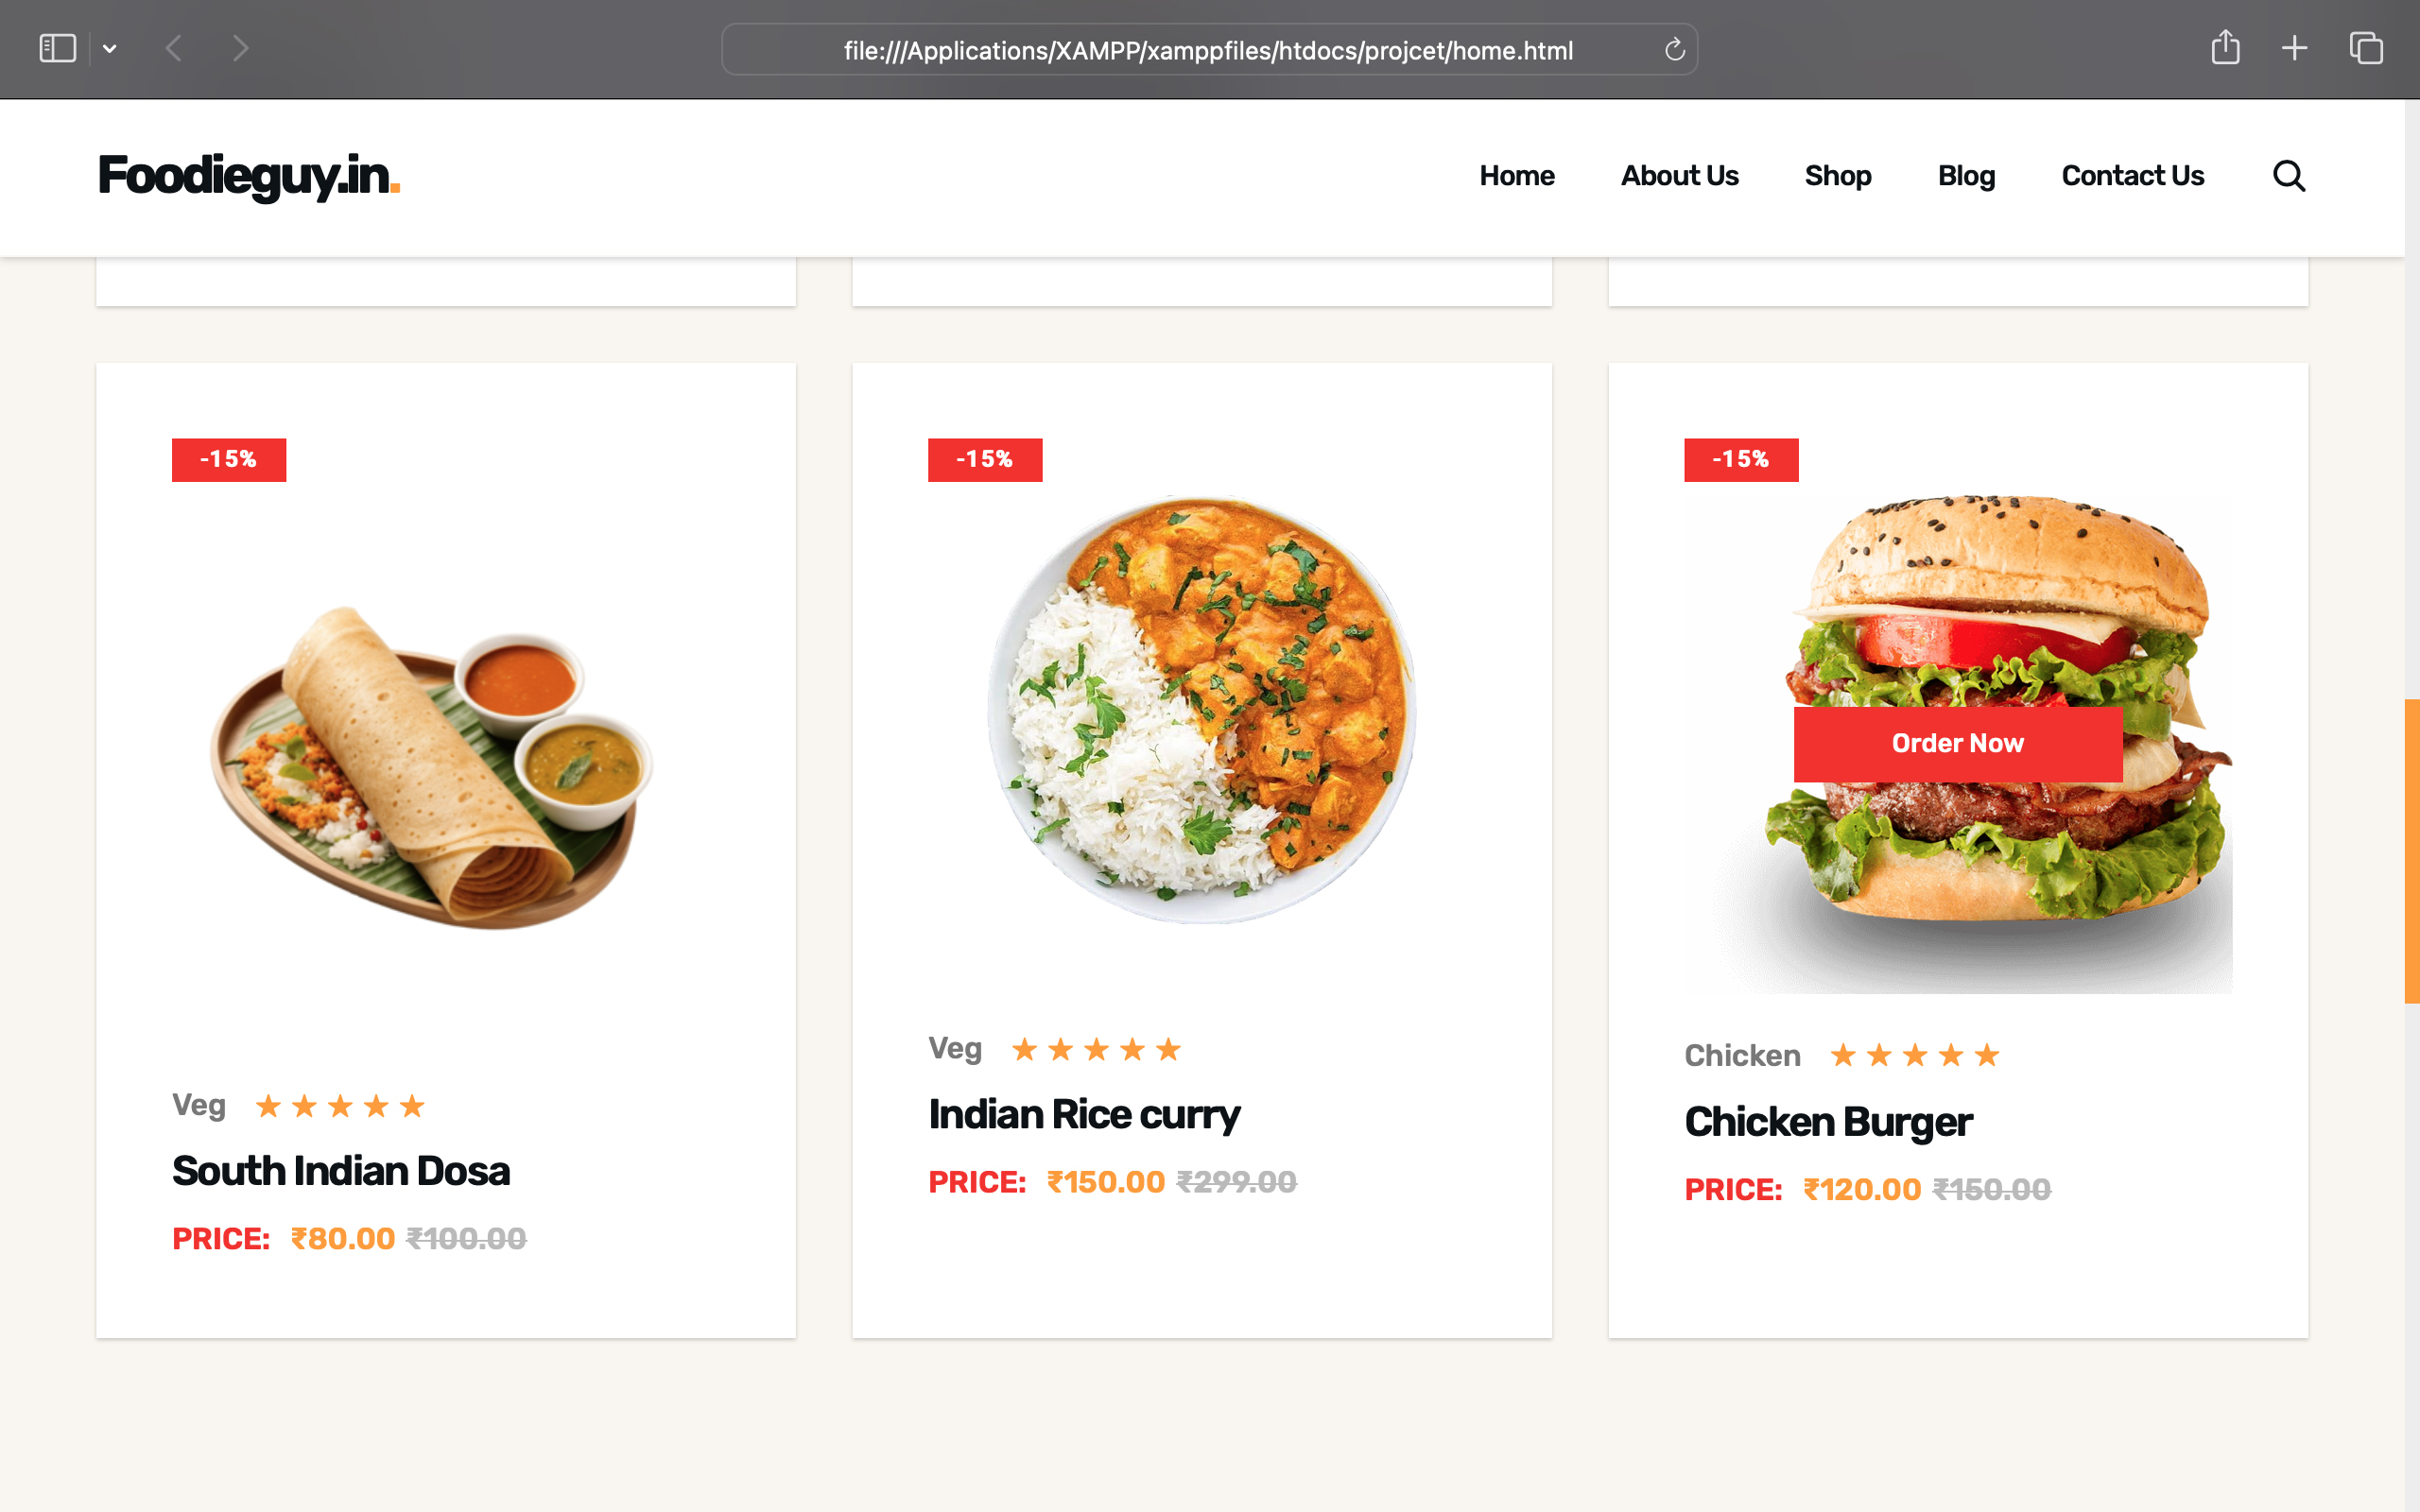 file:///Applications/XAMPP/xamppfiles/htdocs/projcet/home.html
Foodieguy.in.
Home About Us Shop Blog Contact Us
-15%
Veg
South Indian Dosa
PRICE: ₹80.00 ₹100.00
-15%
Veg
Indian Rice curry
PRICE: ₹150.00 ₹299.00
-15%
Order Now
Chicken
Chicken Burger
PRICE: ₹120.00 ₹150.00